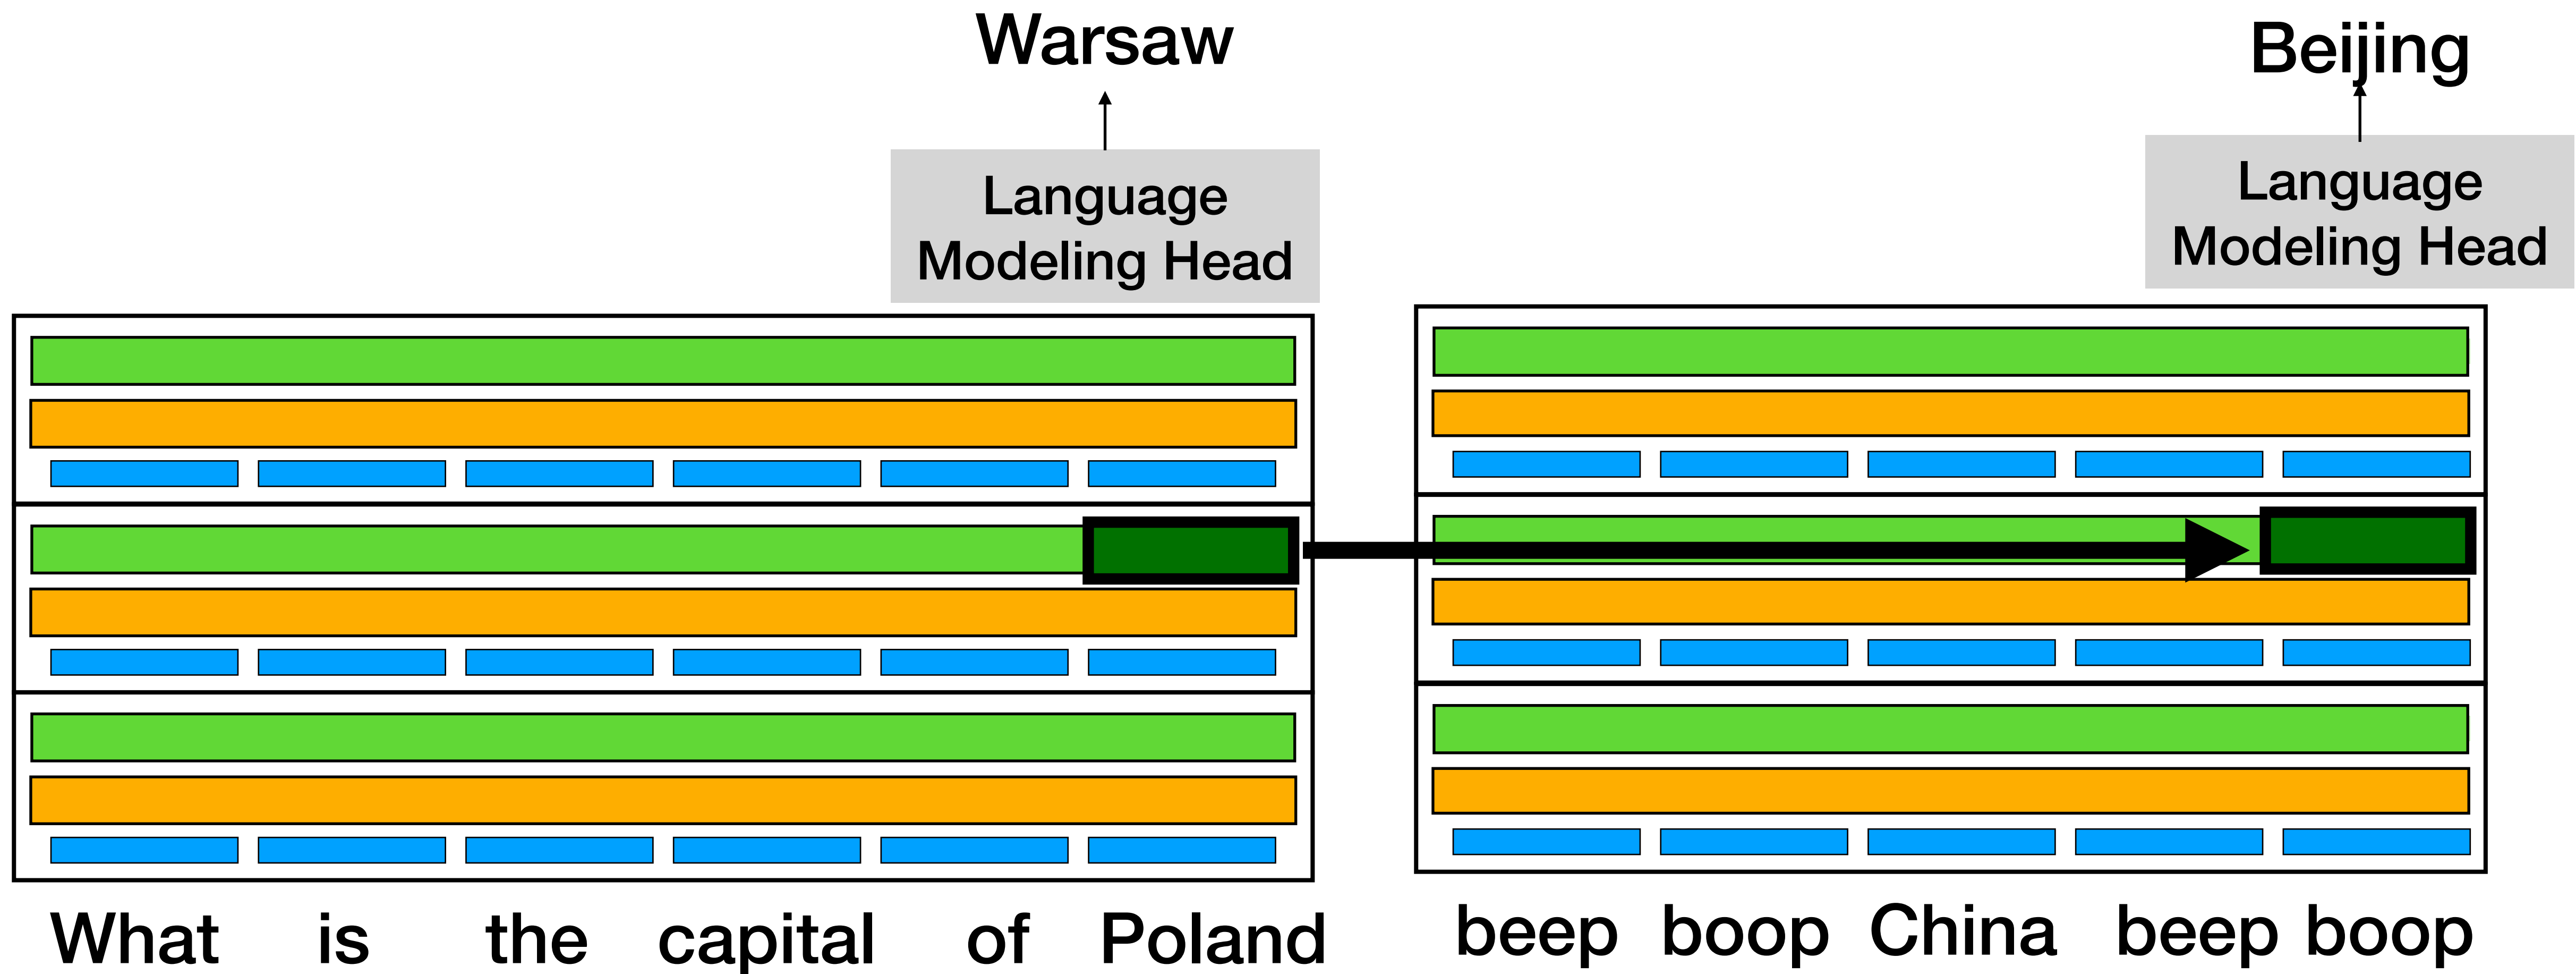 Warsaw
Beijing
Language
Modeling Head
Language
Modeling Head
What is the capital of Poland
beep boop China beep boop